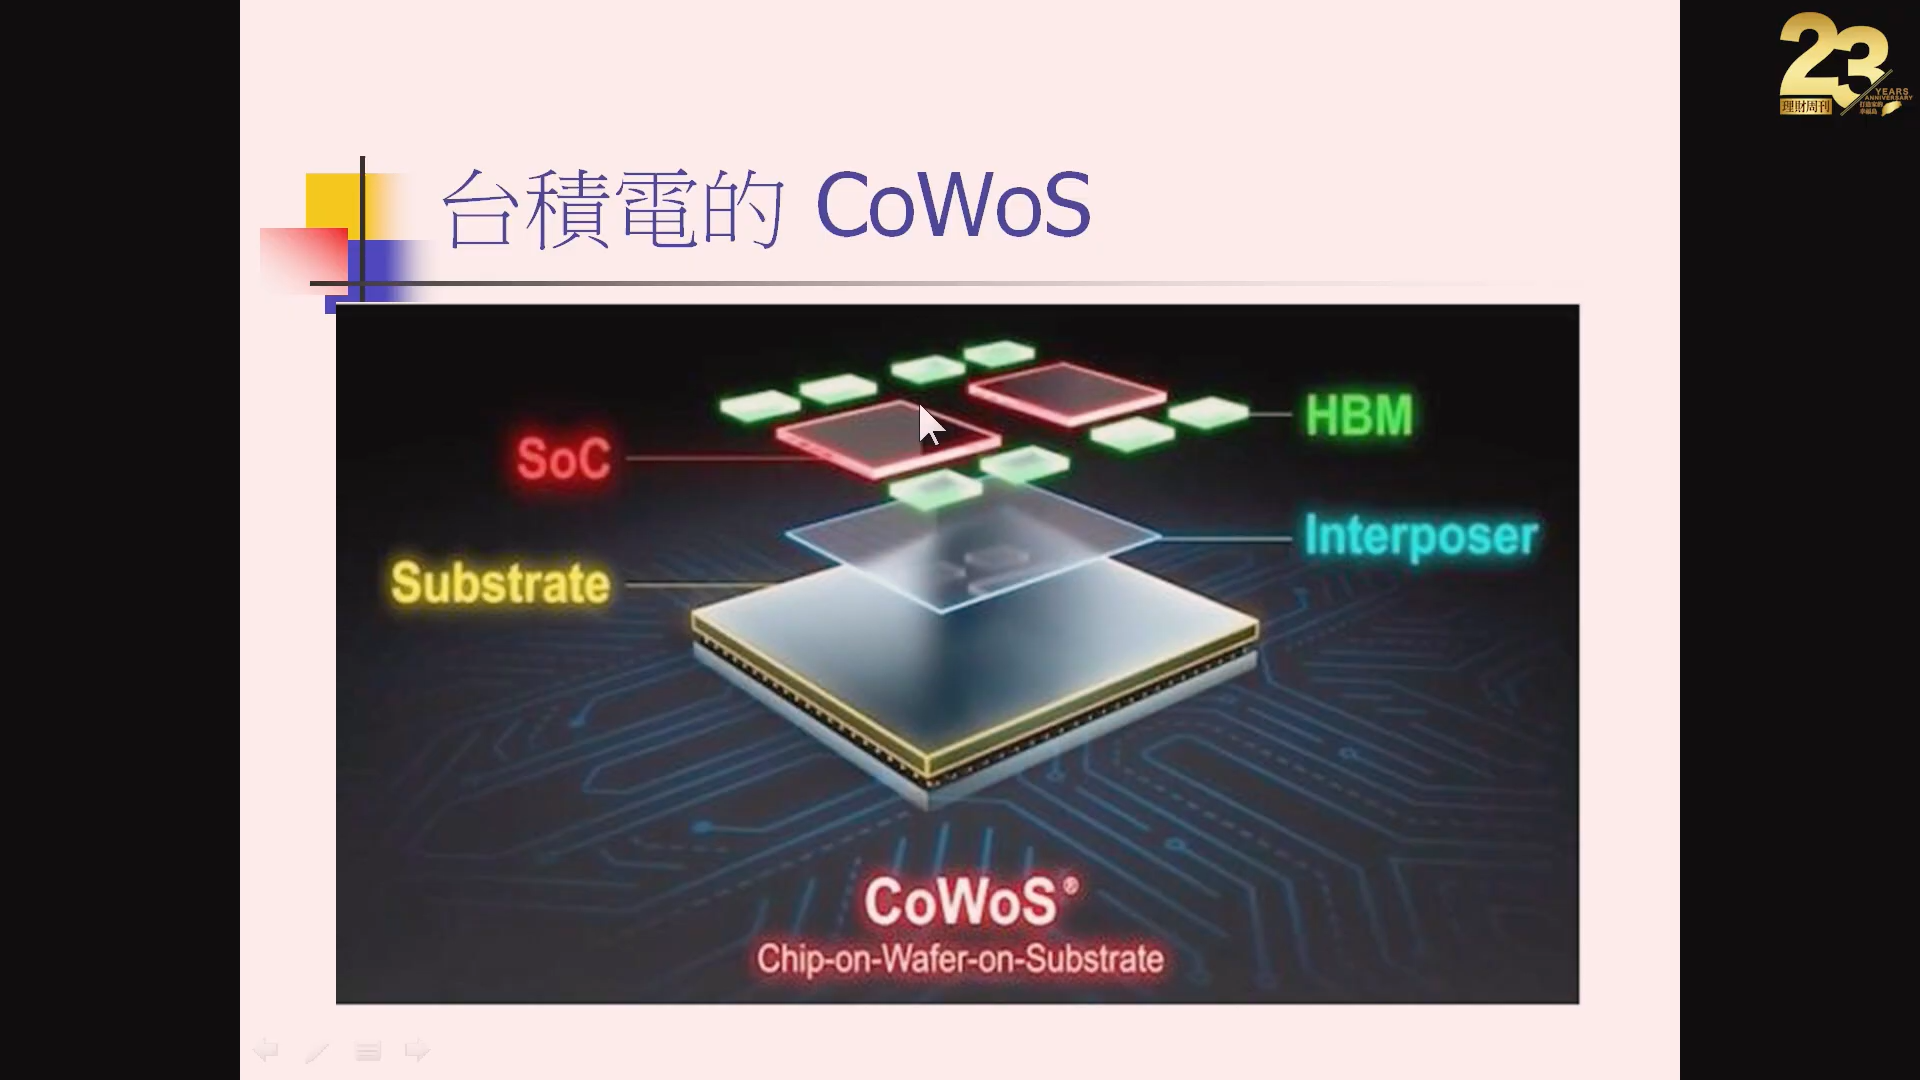 23
YEARS
ANNIVERSARY
理財周刊
台積電的 CoWoS
SoC
HBM
Interposer
Substrate
CoWoS®
Chip-on-Wafer-on-Substrate